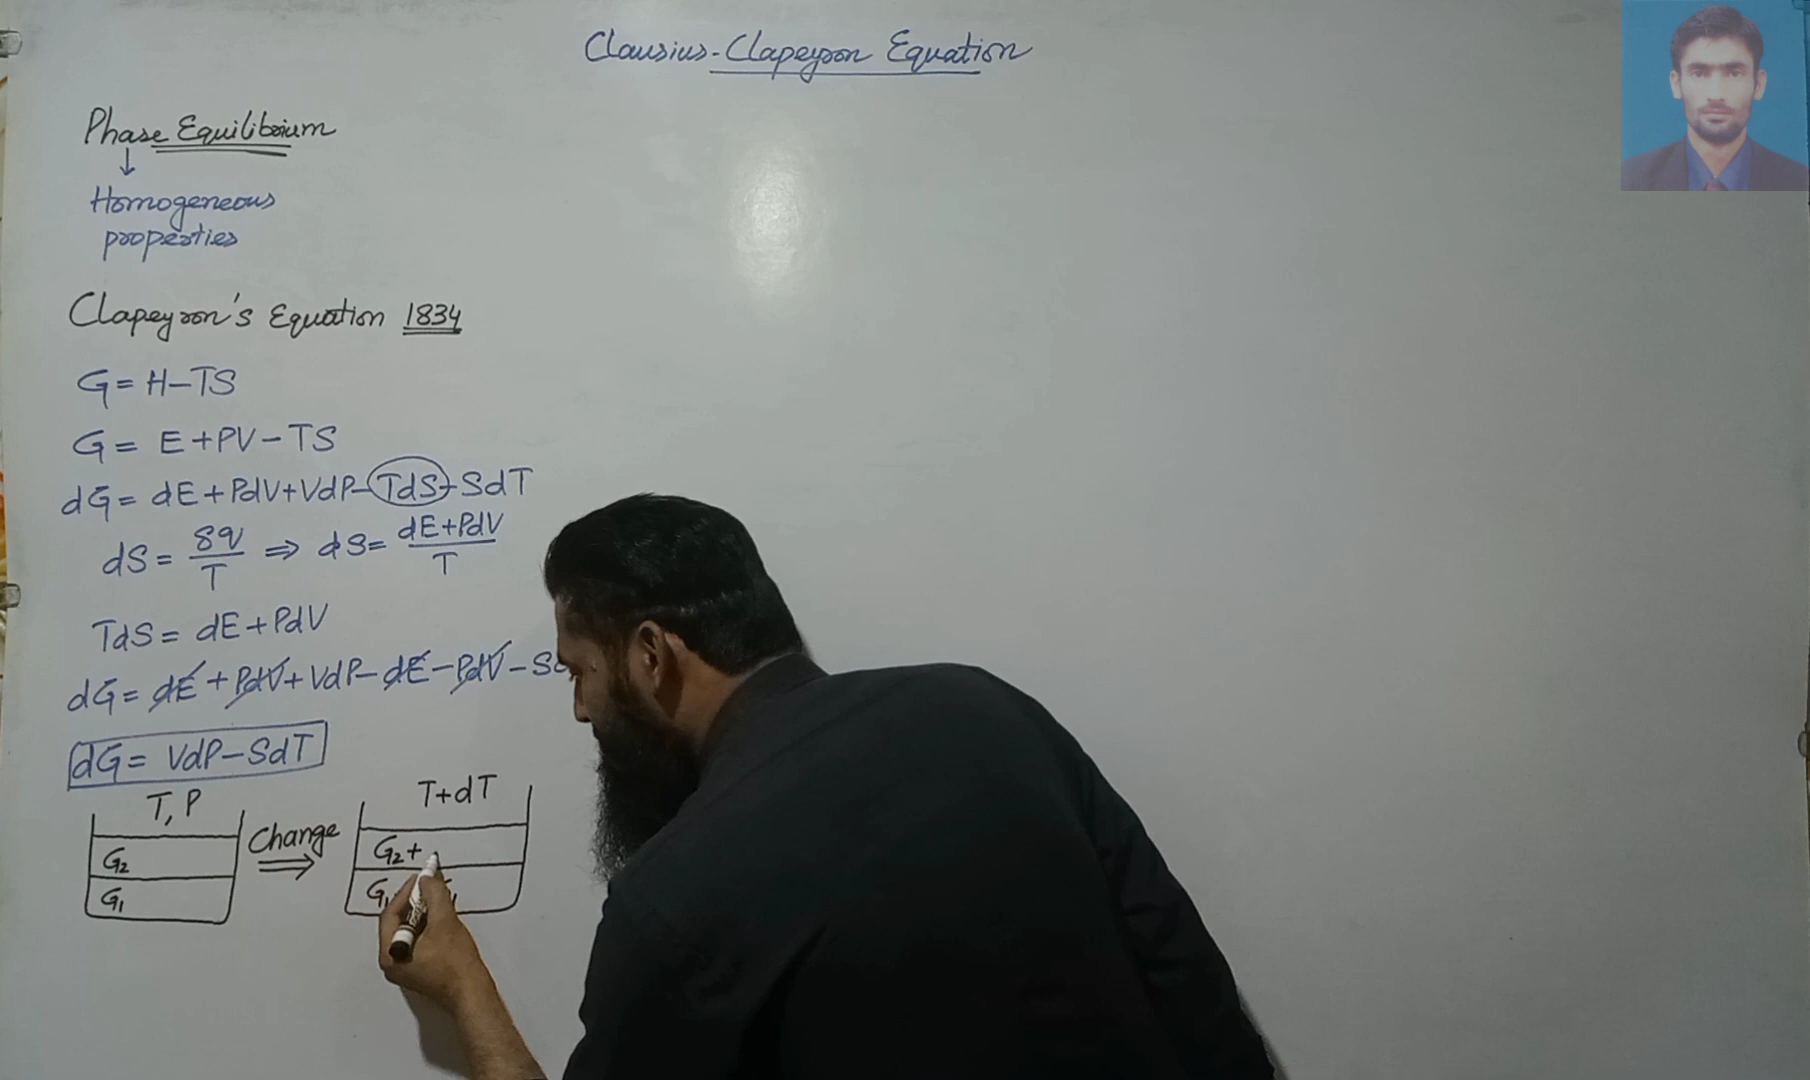 Clausius-Clapeyron Equation
Phase Equilibrium
↓
Homogeneous
properties
Clapeyron's Equation 1834
G = H-TS
G = E+PV-TS
dG = dE+PdV+VdP-TdS-SdT
dS = δq/T ⇒ dS = dE+PdV/T
TdS = dE+PdV
dG = dE+PdV+VdP-dE-PdV-S
dG = VdP-SdT
T, P
Change
⇒
T+dT
G₂
G₁
G₂+
G₁